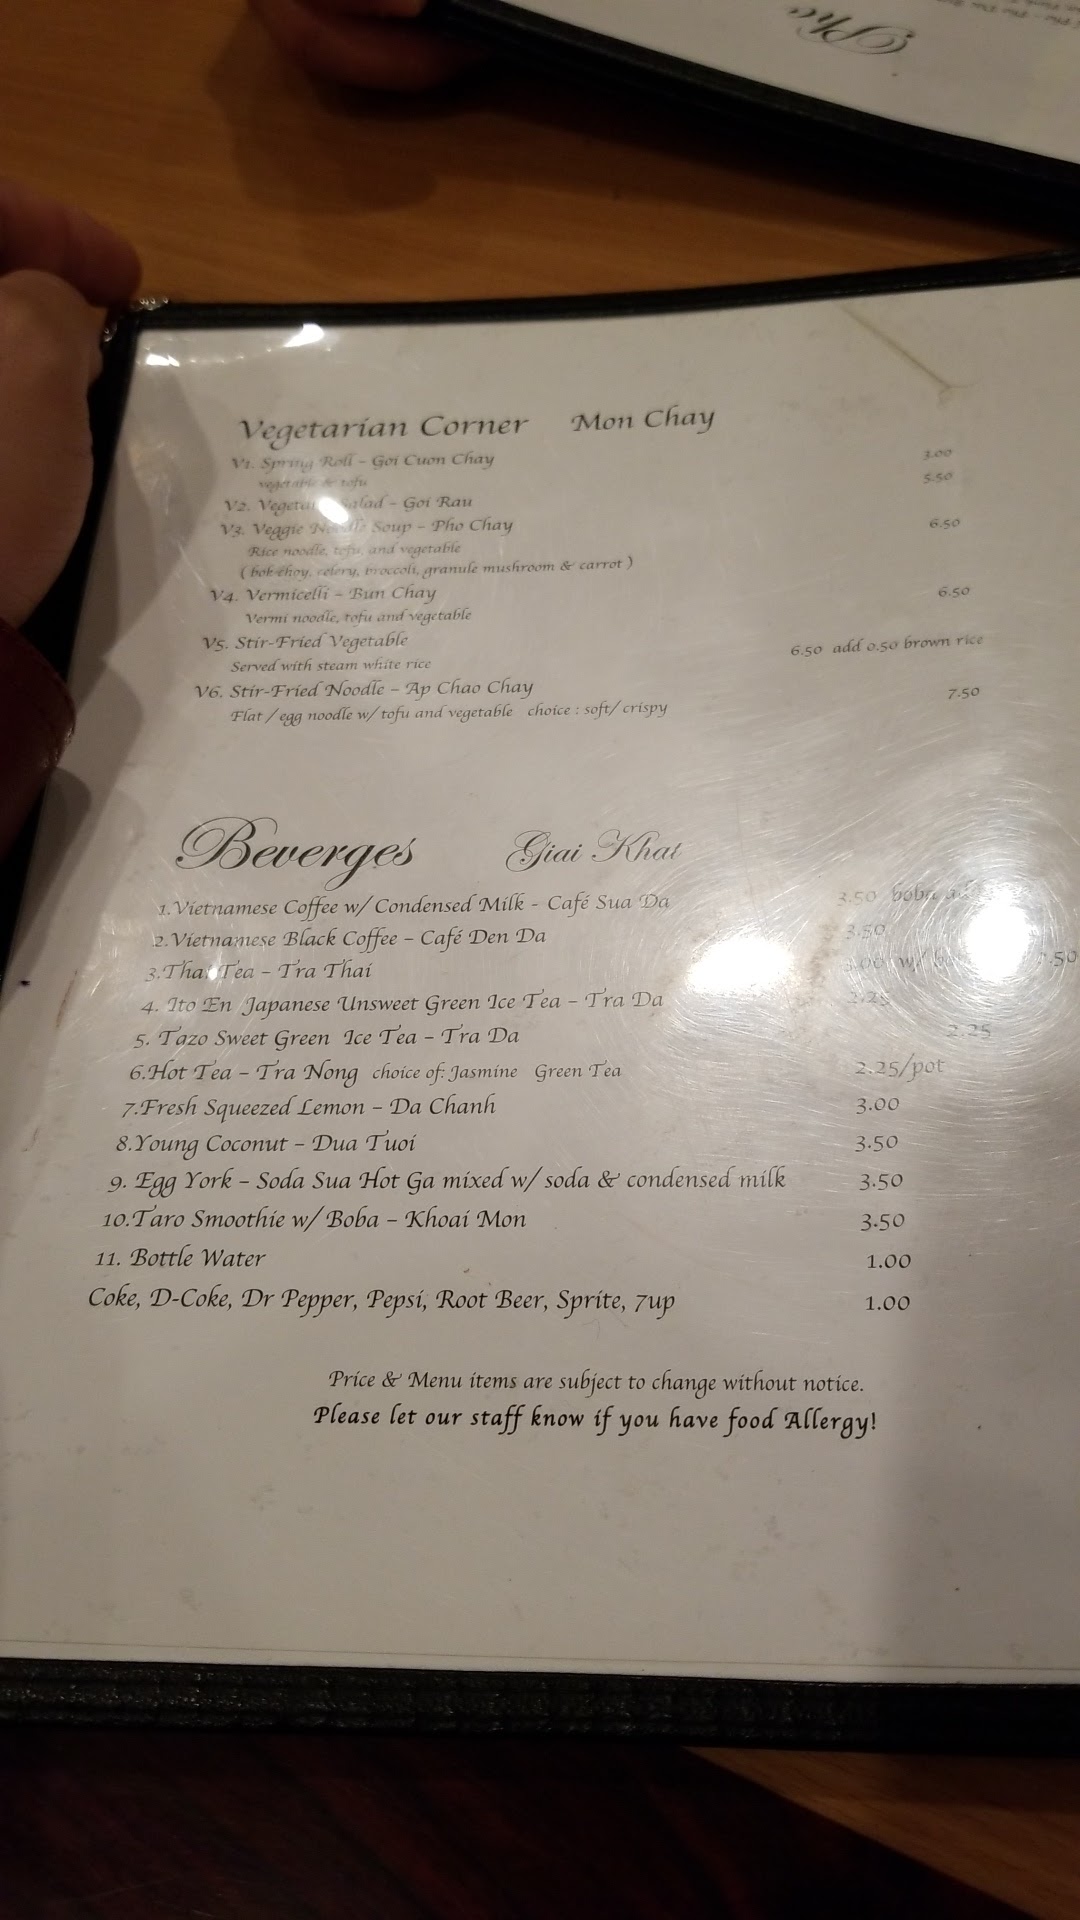 Pho
Vegetarian Corner Mon Chay
V1. Spring Roll - Goi Cuon Chay 3.00
vegetable & tofu 5.50
V2. Salad - Goi Rau
V3. Veggie Noodle Soup - Pho Chay 6.50
Rice noodle, tofu, and vegetable
( bok choy, celery, broccoli, granule mushroom & carrot )
V4. Vermicelli - Bun Chay 6.50
Vermi noodle, tofu and vegetable
V5. Stir-Fried Vegetable 6.50 add 0.50 brown rice
Served with steam white rice
V6. Stir-Fried Noodle - Ap Chao Chay 7.50
Flat / egg noodle w/ tofu and vegetable choice : soft/ crispy
Beverges Giai Khat
1.Vietnamese Coffee w/ Condensed Milk - Café Sua Da 3.50 boba
2.Vietnamese Black Coffee – Café Den Da 3.50
3.Thai Tea – Tra Thai 3.00 w/
4. Ito En Japanese Unsweet Green Ice Tea – Tra Da 2.25
5. Tazo Sweet Green Ice Tea – Tra Da 2.25
6.Hot Tea – Tra Nong choice of: Jasmine Green Tea 2.25/pot
7.Fresh Squeezed Lemon – Da Chanh 3.00
8.Young Coconut – Dua Tuoi 3.50
9. Egg York – Soda Sua Hot Ga mixed w/ soda & condensed milk 3.50
10.Taro Smoothie w/ Boba – Khoai Mon 3.50
11. Bottle Water 1.00
Coke, D-Coke, Dr Pepper, Pepsi, Root Beer, Sprite, 7up 1.00
Price & Menu items are subject to change without notice.
Please let our staff know if you have food Allergy!